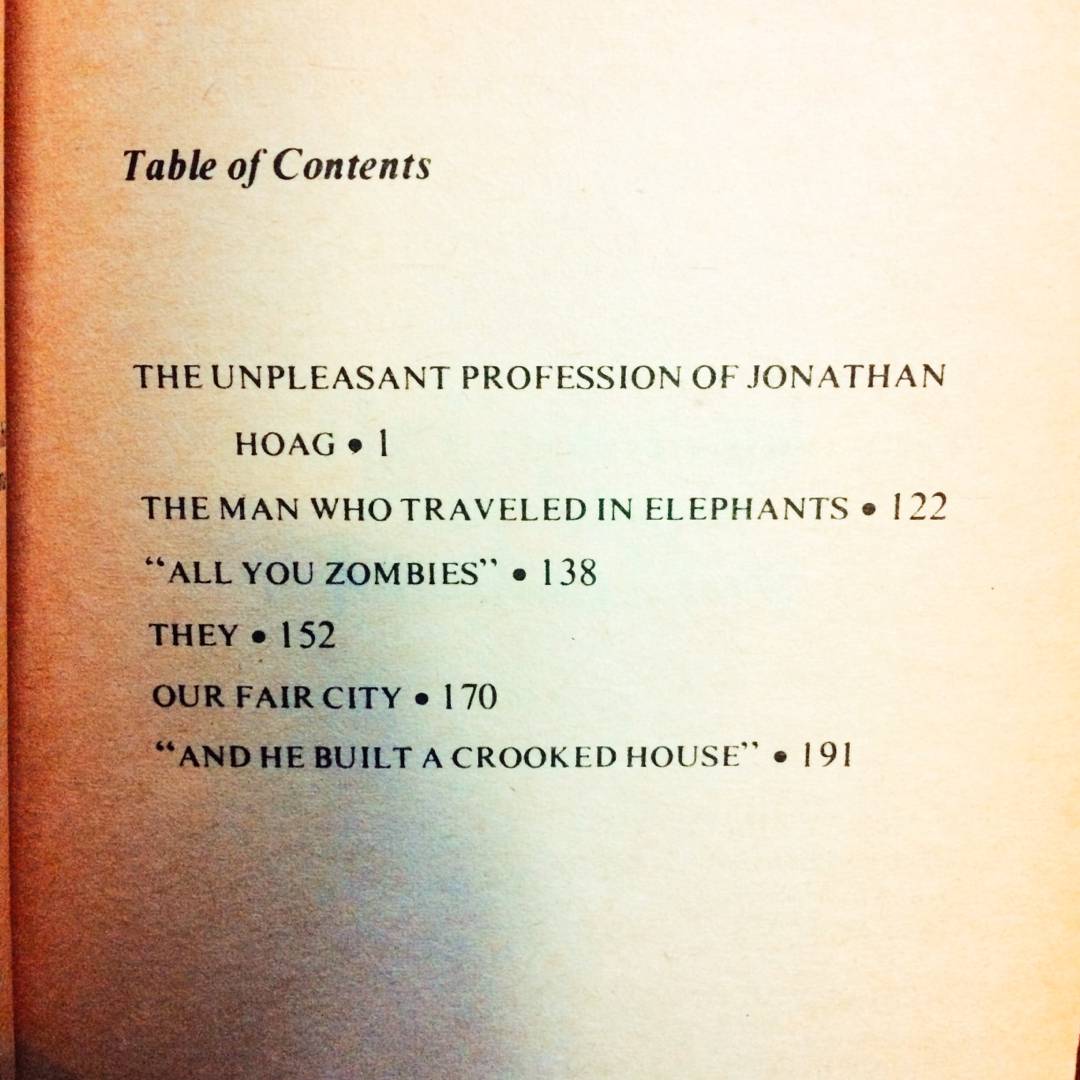 Table of Contents
THE UNPLEASANT PROFESSION OF JONATHAN
HOAG • 1
THE MAN WHO TRAVELED IN ELEPHANTS • 122
“ALL YOU ZOMBIES” • 138
THEY • 152
OUR FAIR CITY • 170
“AND HE BUILT A CROOKED HOUSE” • 191